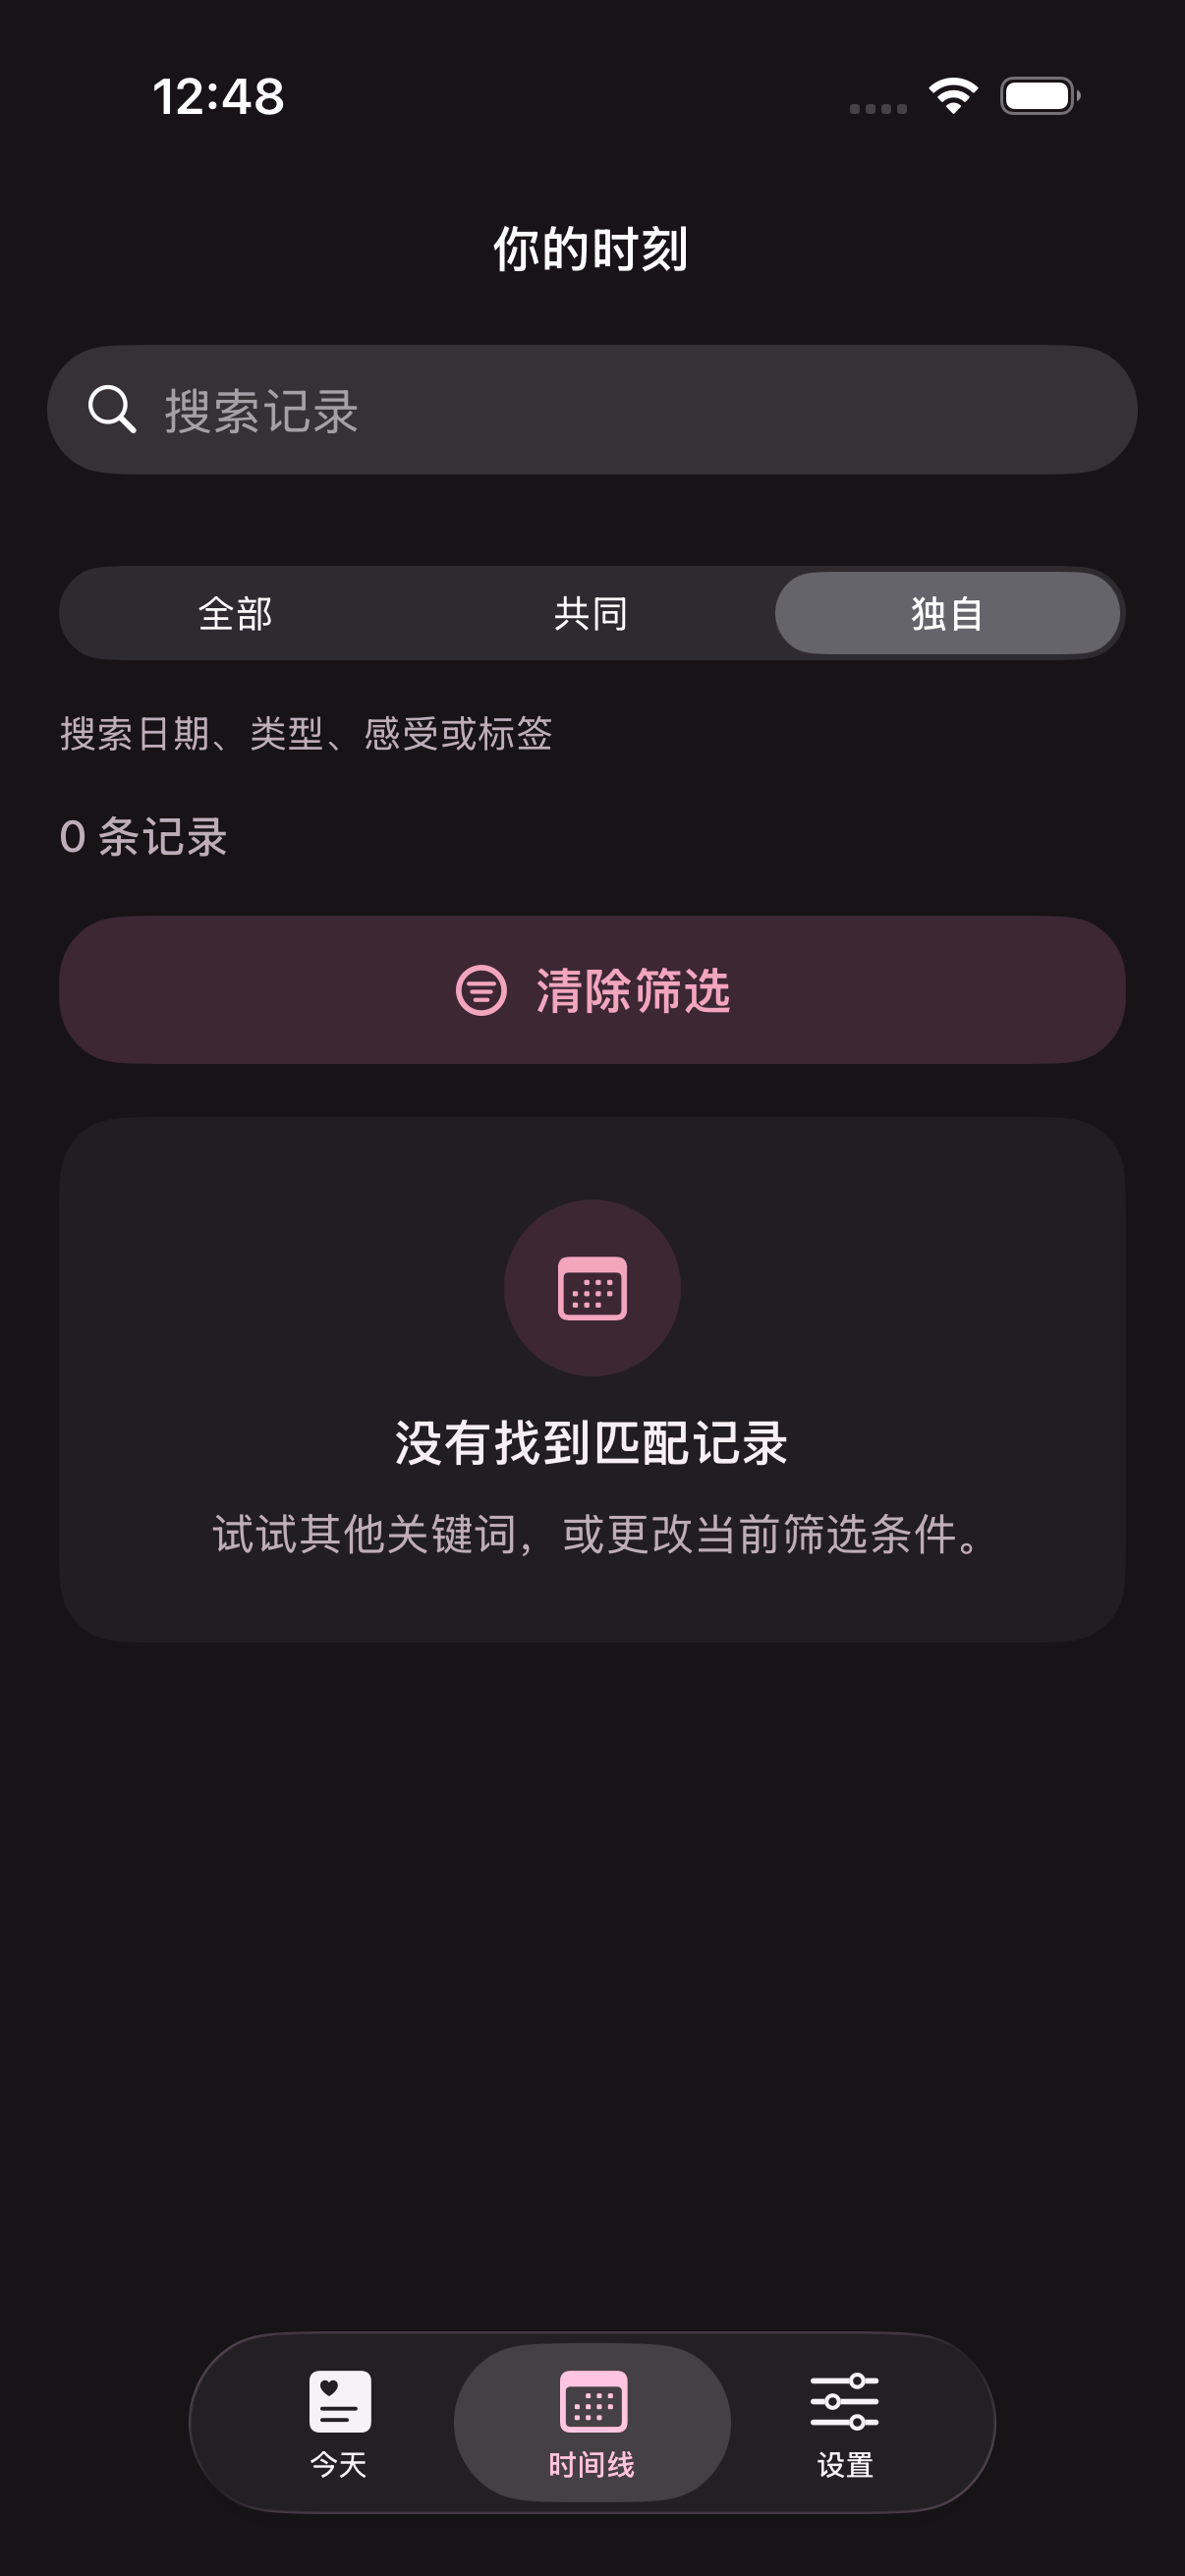 12:48
你的时刻
搜索记录
全部 共同 独自
搜索日期、类型、感受或标签
0 条记录
清除筛选
没有找到匹配记录
试试其他关键词，或更改当前筛选条件。
今天 时间线 设置